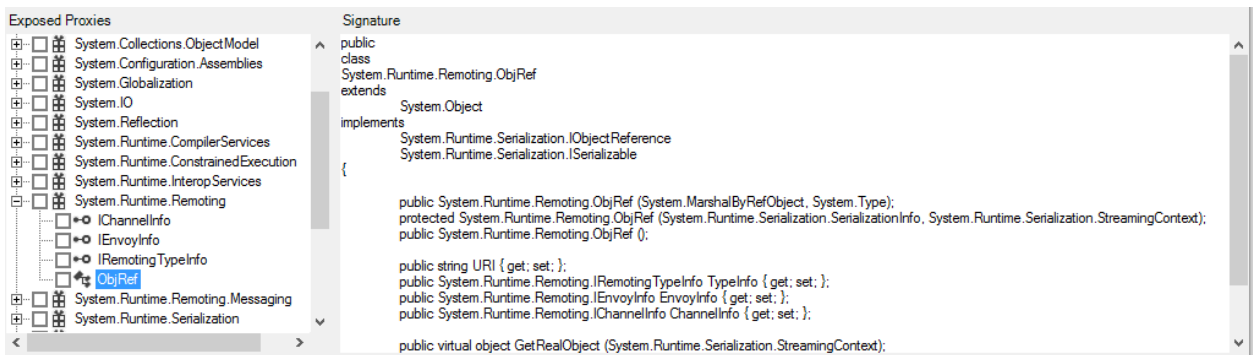 Exposed Proxies
System.Collections.ObjectModel
System.Configuration.Assemblies
System.Globalization
System.IO
System.Reflection
System.Runtime.CompilerServices
System.Runtime.ConstrainedExecution
System.Runtime.InteropServices
System.Runtime.Remoting
IChannelInfo
IEnvoyInfo
IRemotingTypeInfo
ObjRef
System.Runtime.Remoting.Messaging
System.Runtime.Serialization
Signature
public
class
System.Runtime.Remoting.ObjRef
extends
System.Object
implements
System.Runtime.Serialization.IObjectReference
System.Runtime.Serialization.ISerializable
{
public System.Runtime.Remoting.ObjRef (System.MarshalByRefObject, System.Type);
protected System.Runtime.Remoting.ObjRef (System.Runtime.Serialization.SerializationInfo, System.Runtime.Serialization.StreamingContext);
public System.Runtime.Remoting.ObjRef ();
public string URI { get; set; };
public System.Runtime.Remoting.IRemotingTypeInfo TypeInfo { get; set; };
public System.Runtime.Remoting.IEnvoyInfo EnvoyInfo { get; set; };
public System.Runtime.Remoting.IChannelInfo ChannelInfo { get; set; };
public virtual object GetRealObject (System.Runtime.Serialization.StreamingContext);